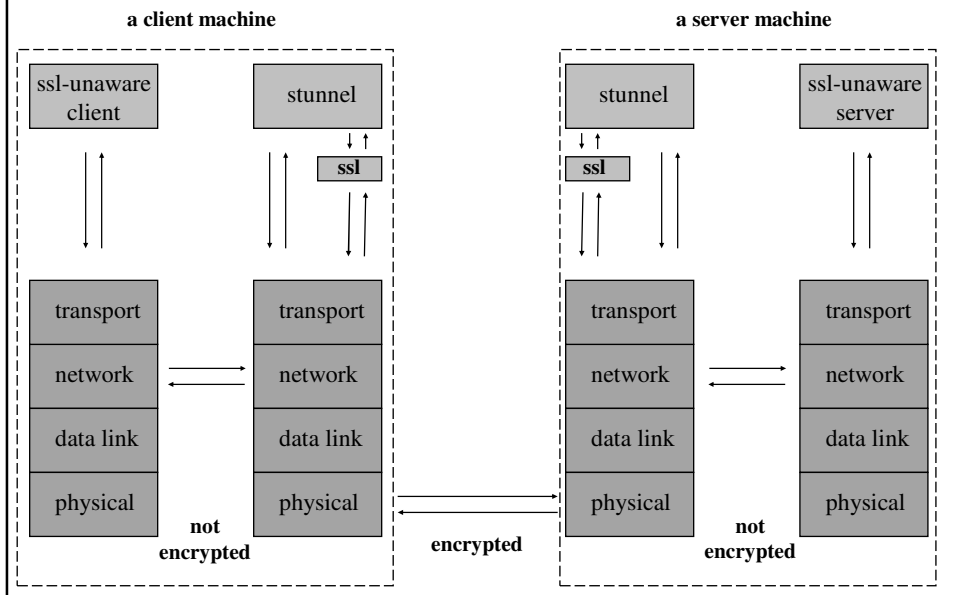 a client machine
a server machine
ssl-unaware
client
stunnel
stunnel
ssl-unaware
server
ssl
ssl
transport
transport
transport
transport
network
network
network
network
data link
data link
data link
data link
physical
physical
physical
physical
not
encrypted
encrypted
not
encrypted